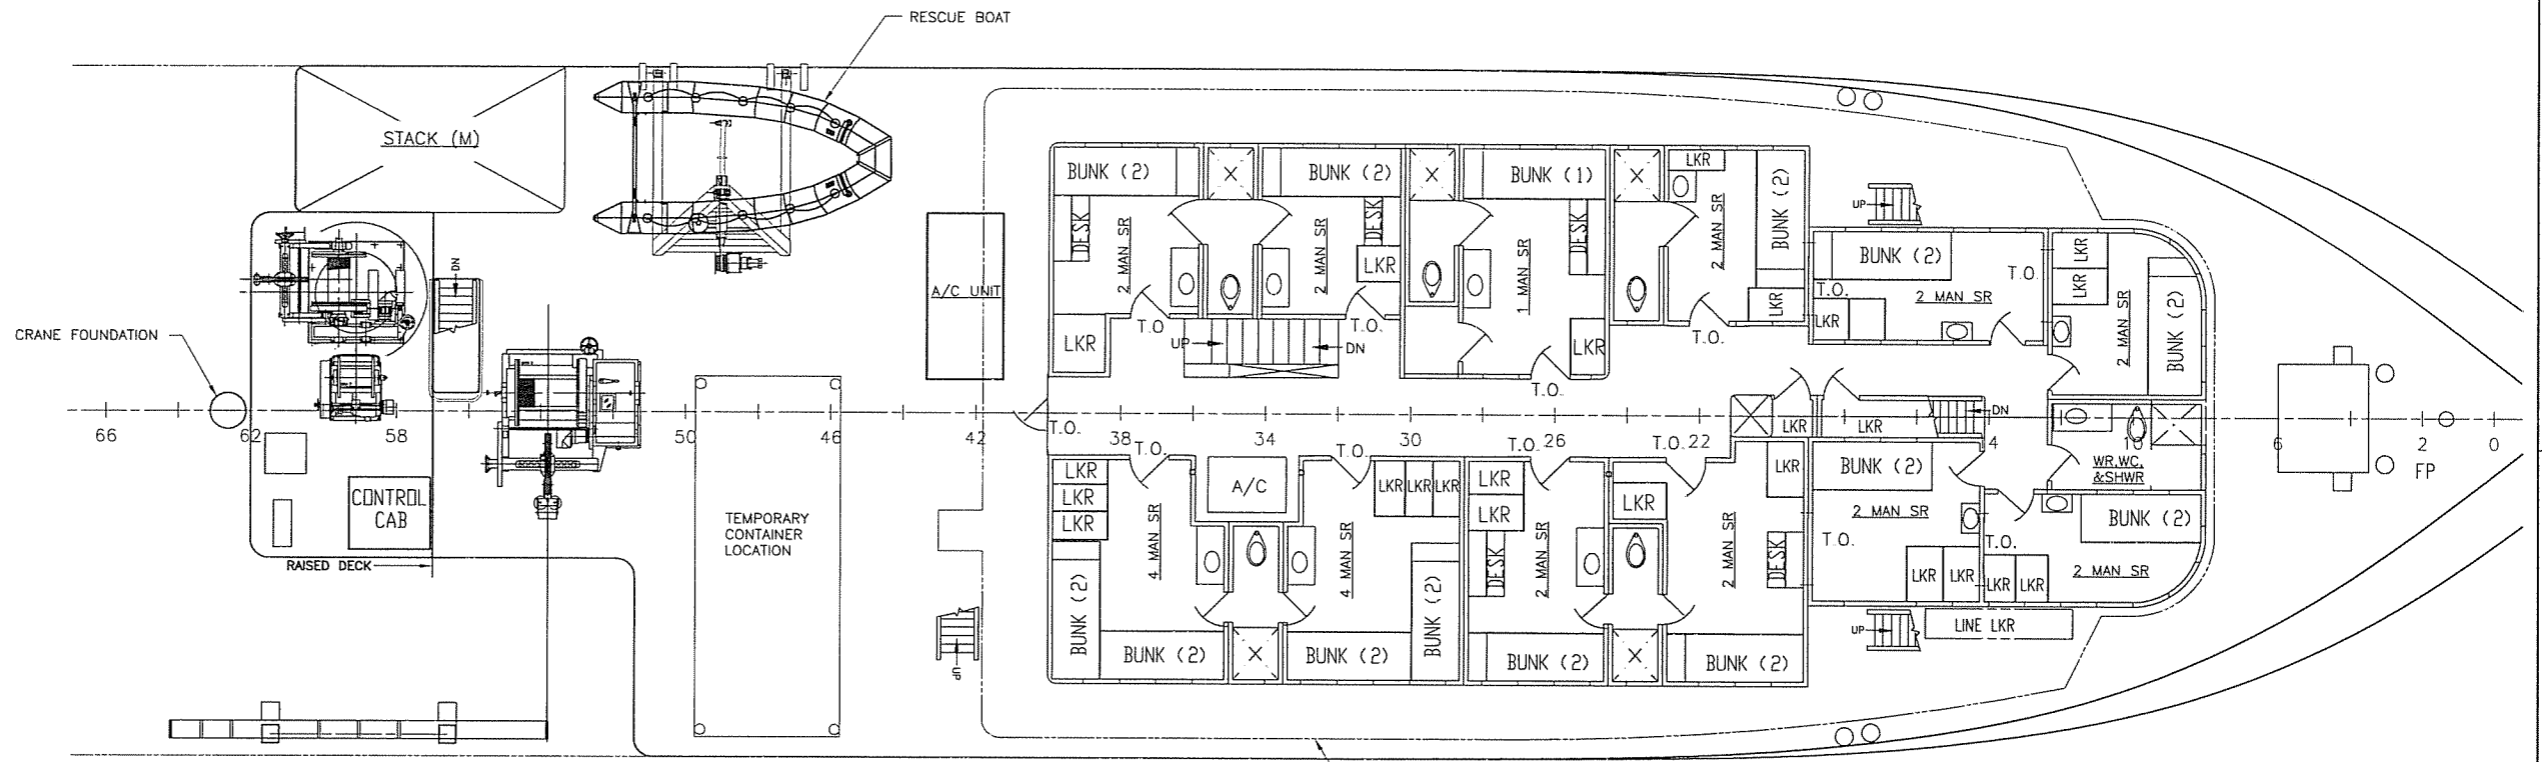 RESCUE BOAT
STACK (M)
CRANE FOUNDATION
DN
A/C UNIT
CONTROL
CAB
RAISED DECK
TEMPORARY
CONTAINER
LOCATION
UP
BUNK (2)
DESK
2 MAN SR
LKR
T.O
BUNK (2)
DESK
2 MAN SR
LKR
T.O.
UP
DN
BUNK (1)
DESK
1 MAN SR
LKR
T.O.
LKR
2 MAN SR
BUNK (2)
LKR
T.O.
UP
BUNK (2)
T.O.
T.O.
2 MAN SR
LKR
LKR
LKR
2 MAN SR
BUNK (2)
T.O.
LKR
LKR
DN
66
62
58
50
46
42
38
34
30
26
22
4
10
6
2
0
FP
T.O.
LKR
LKR
LKR
4 MAN SR
BUNK (2)
BUNK (2)
A/C
T.O.
LKR
LKR
LKR
4 MAN SR
BUNK (2)
BUNK (2)
T.O.
LKR
LKR
DESK
2 MAN SR
BUNK (2)
T.O.
LKR
LKR
2 MAN SR
DESK
BUNK (2)
BUNK (2)
2 MAN SR
T.O.
LKR
LKR
WR,WC,
&SHWR
BUNK (2)
T.O.
LKR
LKR
2 MAN SR
UP
LINE LKR